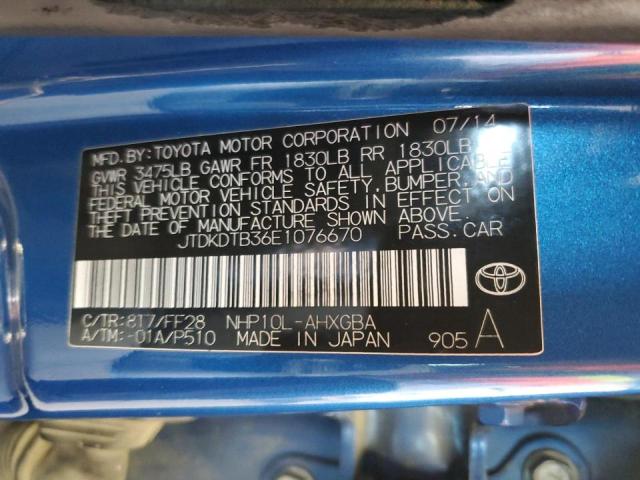 MFD. BY: TOYOTA MOTOR CORPORATION 07/14
GVWR 3475LB GAWR FR 1830LB RR 1830LB
THIS VEHICLE CONFORMS TO ALL APPLICABLE
FEDERAL MOTOR VEHICLE SAFETY, BUMPER, AND
THEFT PREVENTION STANDARDS IN EFFECT ON
THE DATE OF MANUFACTURE SHOWN ABOVE.
JTDKDTB36E1076670 PASS. CAR
C/TR: 8T7/FF28 NHP10L-AHXGBA
A/TM: -01A/P510 MADE IN JAPAN 905 A